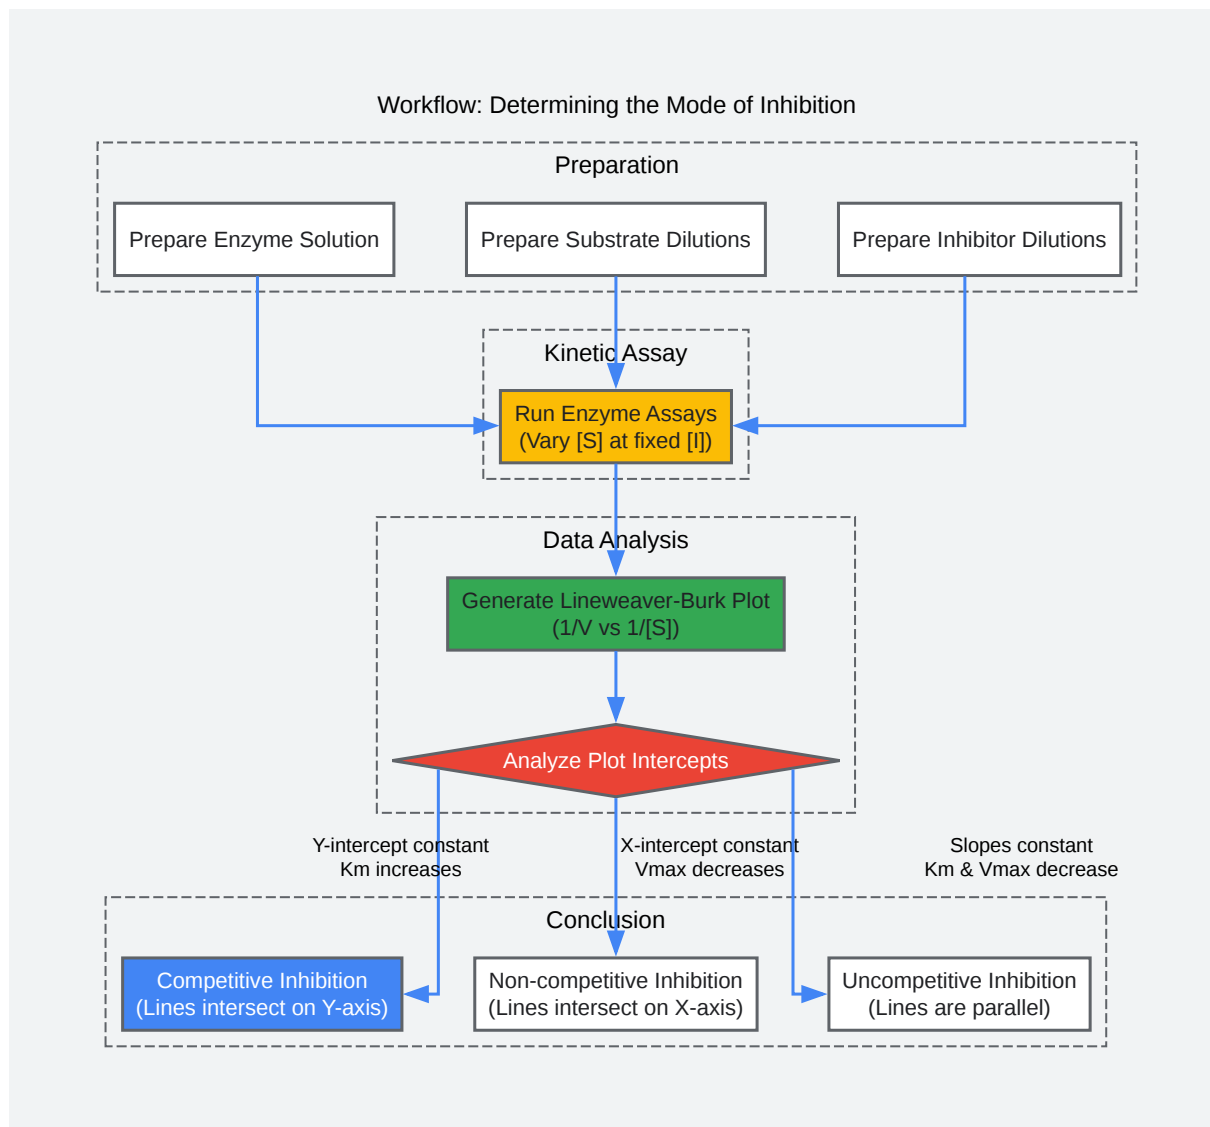 Workflow: Determining the Mode of Inhibition
Preparation
Prepare Enzyme Solution
Prepare Substrate Dilutions
Prepare Inhibitor Dilutions
Kinetic Assay
Run Enzyme Assays
(Vary [S] at fixed [I])
Data Analysis
Generate Lineweaver-Burk Plot
(1/V vs 1/[S])
Analyze Plot Intercepts
Y-intercept constant
Km increases
X-intercept constant
Vmax decreases
Slopes constant
Km & Vmax decrease
Conclusion
Competitive Inhibition
(Lines intersect on Y-axis)
Non-competitive Inhibition
(Lines intersect on X-axis)
Uncompetitive Inhibition
(Lines are parallel)